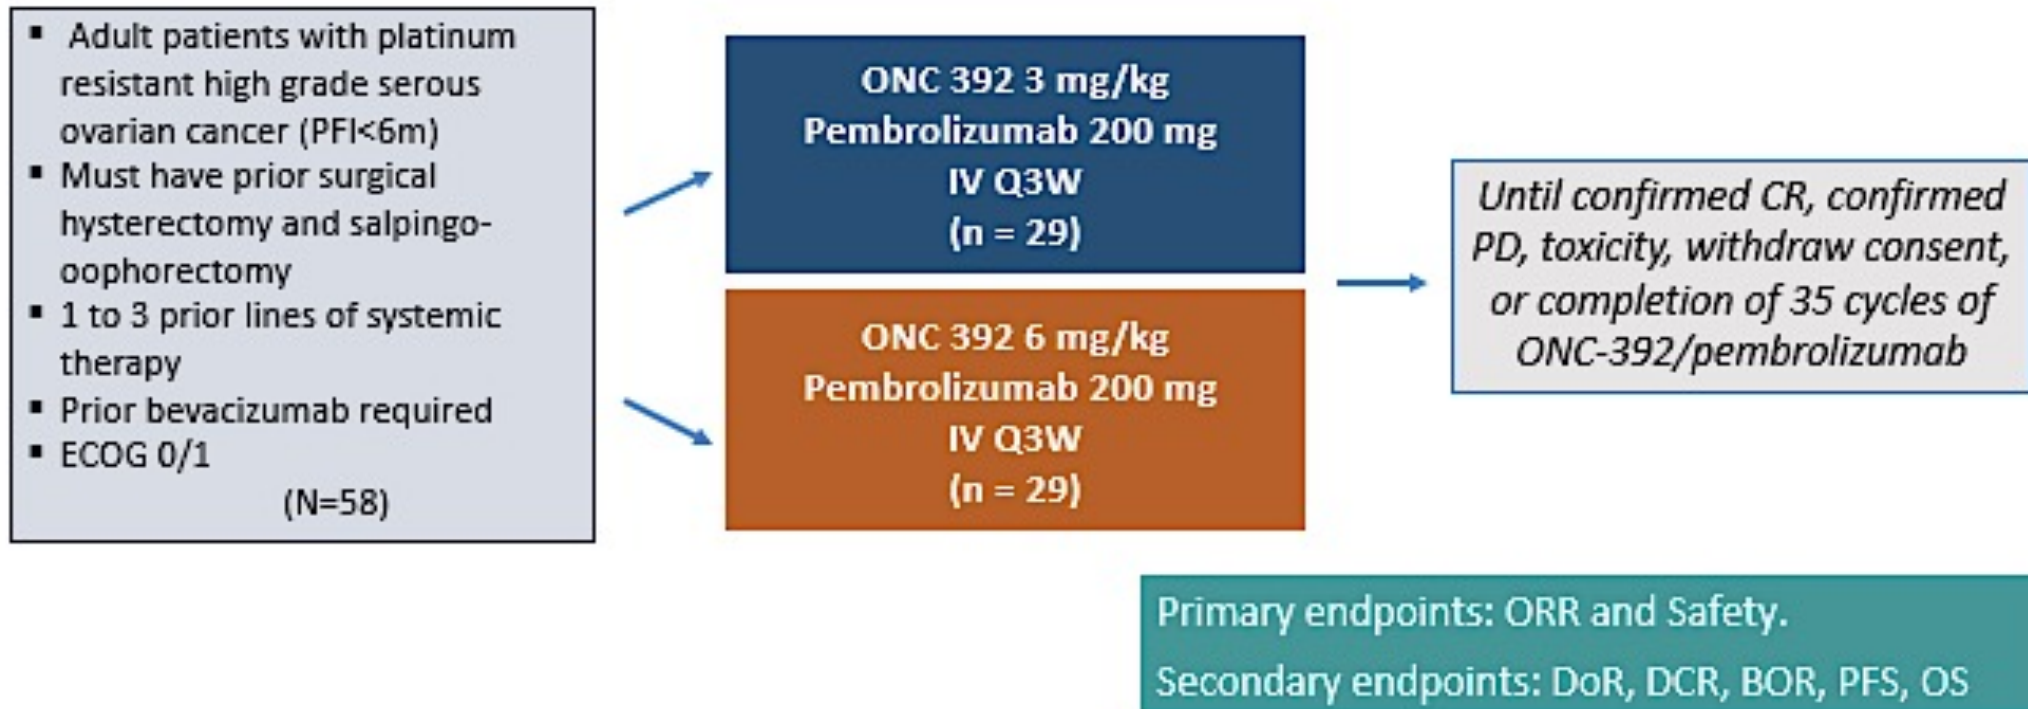 ▪ Adult patients with platinum
resistant high grade serous
ovarian cancer (PFI<6m)
▪ Must have prior surgical
hysterectomy and salpingo-
oophorectomy
▪ 1 to 3 prior lines of systemic
therapy
▪ Prior bevacizumab required
▪ ECOG 0/1
(N=58)
ONC 392 3 mg/kg
Pembrolizumab 200 mg
IV Q3W
(n = 29)
ONC 392 6 mg/kg
Pembrolizumab 200 mg
IV Q3W
(n = 29)
Until confirmed CR, confirmed
PD, toxicity, withdraw consent,
or completion of 35 cycles of
ONC-392/pembrolizumab
Primary endpoints: ORR and Safety.
Secondary endpoints: DoR, DCR, BOR, PFS, OS